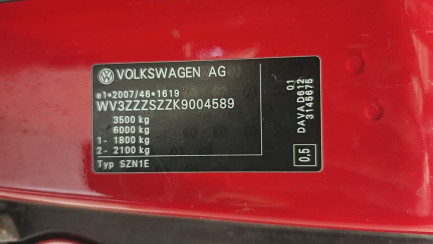 VOLKSWAGEN AG
e1*2007/46*1619
WV3ZZZSZZK9004589
3500 kg
6000 kg
1- 1800 kg
2- 2100 kg
Typ SZN1E
01
DAVAD612
3145675
0,5